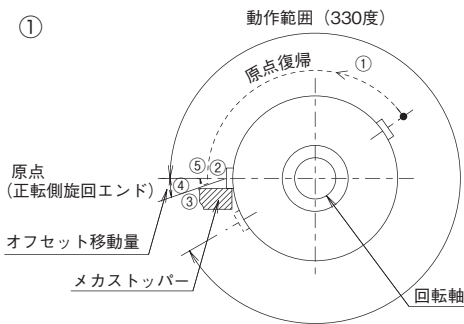 ①
動作範囲（330度）
原点復帰
①
⑤
②
④
③
原点
(正転側旋回エンド)
オフセット移動量
メカストッパー
回転軸